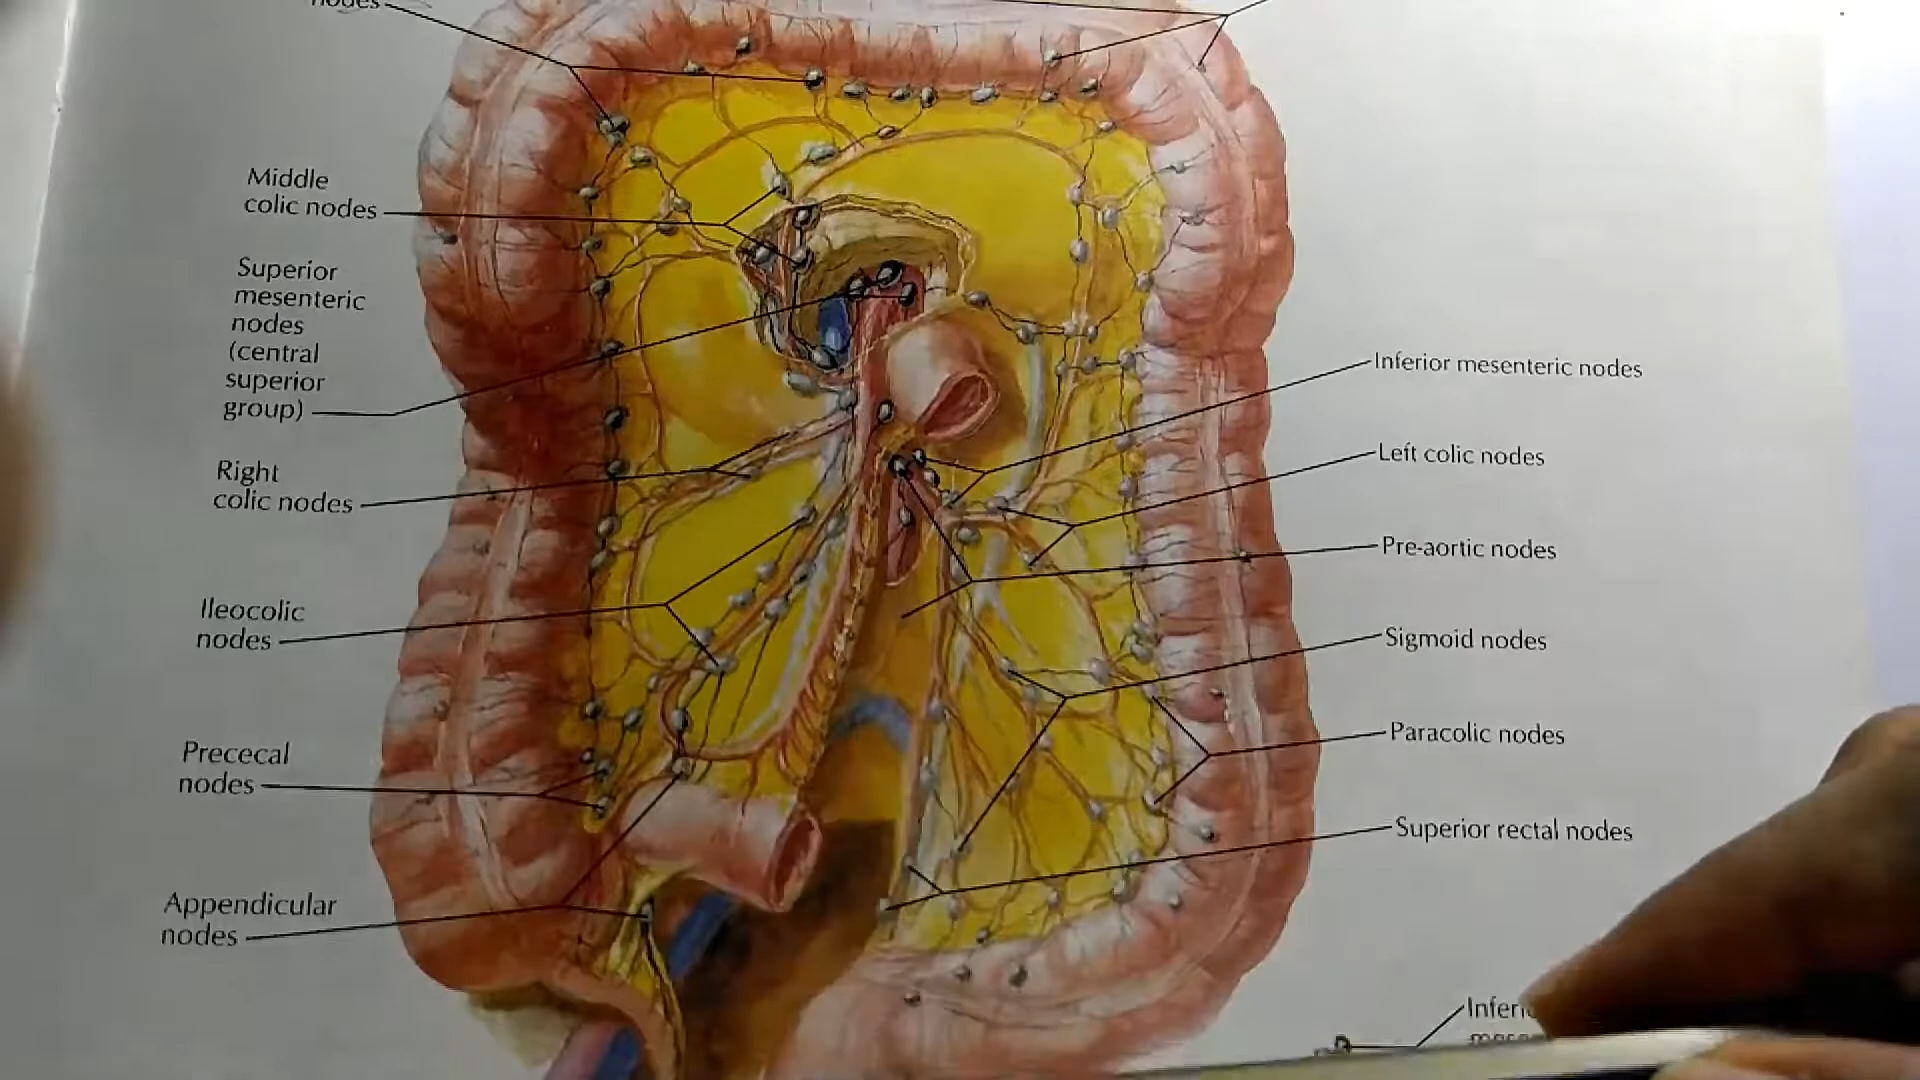 nodes
Middle
colic nodes
Superior
mesenteric
nodes
(central
superior
group)
Right
colic nodes
Ileocolic
nodes
Prececal
nodes
Appendicular
nodes
Inferior mesenteric nodes
Left colic nodes
Pre-aortic nodes
Sigmoid nodes
Paracolic nodes
Superior rectal nodes